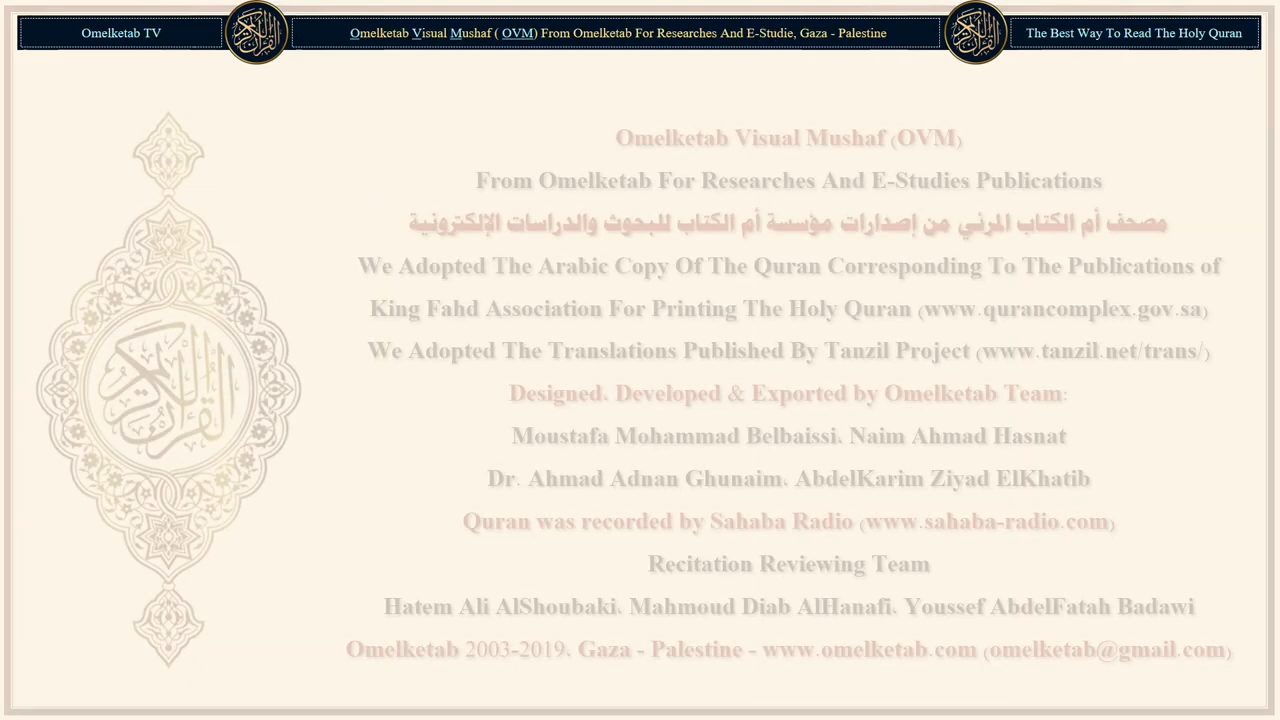 Omelketab TV
Omelketab Visual Mushaf ( OVM) From Omelketab For Researches And E-Studie, Gaza - Palestine
The Best Way To Read The Holy Quran
Omelketab Visual Mushaf (OVM)
From Omelketab For Researches And E-Studies Publications
مصحف أم الكتاب المرئي من إصدارات مؤسسة أم الكتاب للبحوث والدراسات الإلكترونية
We Adopted The Arabic Copy Of The Quran Corresponding To The Publications of
King Fahd Association For Printing The Holy Quran (www.qurancomplex.gov.sa)
We Adopted The Translations Published By Tanzil Project (www.tanzil.net/trans/)
Designed، Developed & Exported by Omelketab Team:
Moustafa Mohammad Belbaissi، Naim Ahmad Hasnat
Dr. Ahmad Adnan Ghunaim، AbdelKarim Ziyad ElKhatib
Quran was recorded by Sahaba Radio (www.sahaba-radio.com)
Recitation Reviewing Team
Hatem Ali AlShoubaki، Mahmoud Diab AlHanafi، Youssef AbdelFatah Badawi
Omelketab 2003-2019، Gaza - Palestine - www.omelketab.com (omelketab@gmail.com)
القرآن الكريم